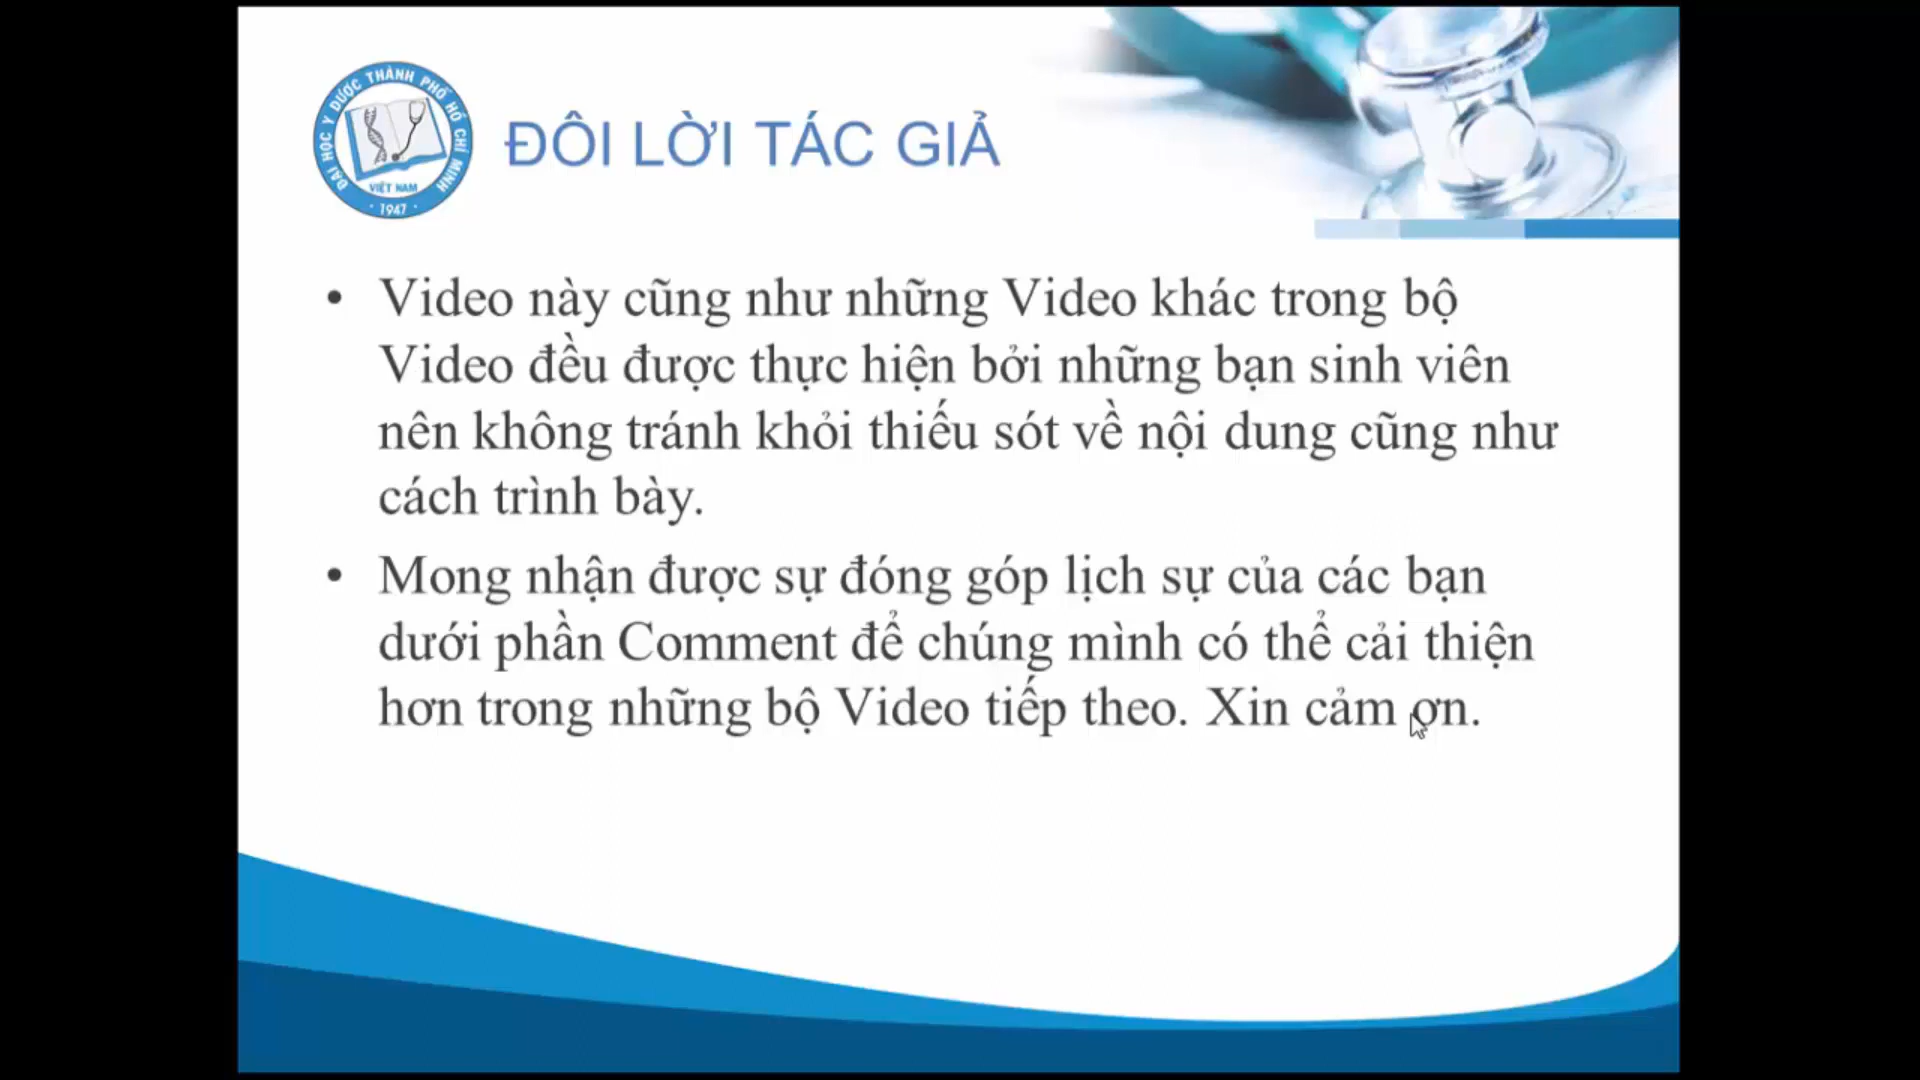 ĐẠI HỌC Y DƯỢC THÀNH PHỐ HỒ CHÍ MINH
VIỆT NAM
· 1947 ·
ĐÔI LỜI TÁC GIẢ
• Video này cũng như những Video khác trong bộ
Video đều được thực hiện bởi những bạn sinh viên
nên không tránh khỏi thiếu sót về nội dung cũng như
cách trình bày.
• Mong nhận được sự đóng góp lịch sự của các bạn
dưới phần Comment để chúng mình có thể cải thiện
hơn trong những bộ Video tiếp theo. Xin cảm ơn.